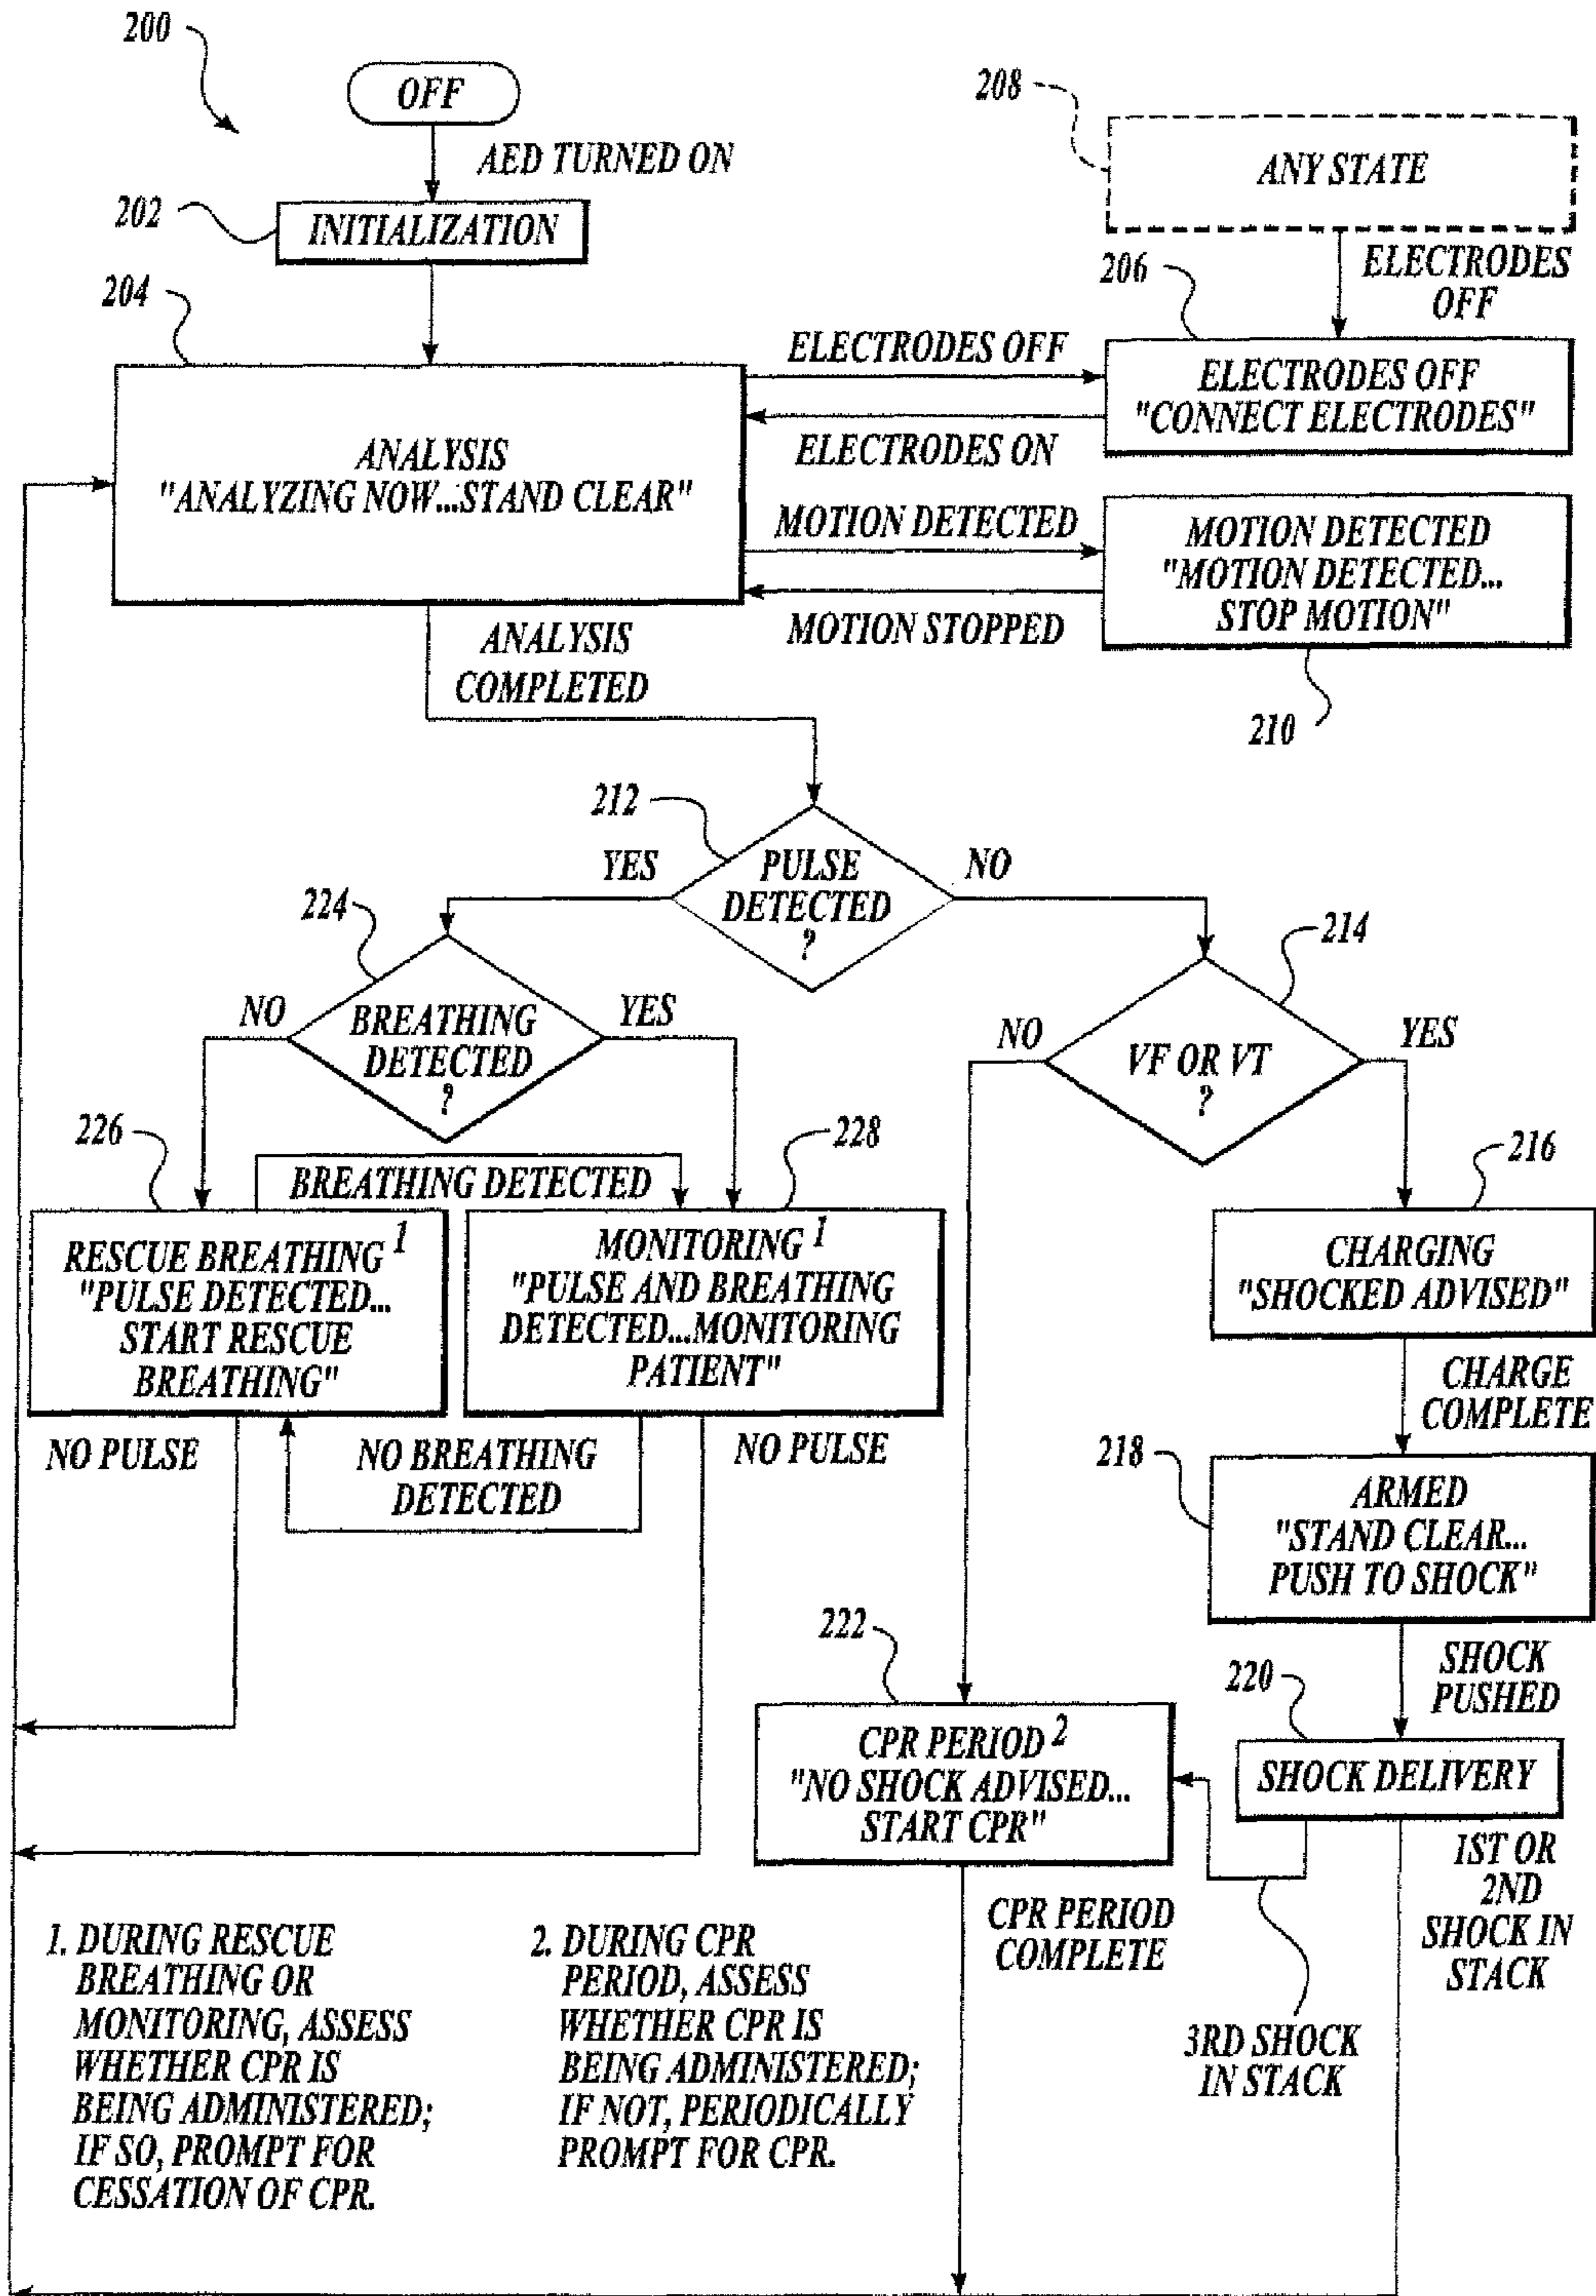 200
OFF
AED TURNED ON
202
INITIALIZATION
208
ANY STATE
ELECTRODES
OFF
204
206
ELECTRODES OFF
ELECTRODES OFF
"CONNECT ELECTRODES"
ELECTRODES ON
ANALYSIS
"ANALYZING NOW...STAND CLEAR"
MOTION DETECTED
MOTION DETECTED
"MOTION DETECTED...
STOP MOTION"
MOTION STOPPED
210
ANALYSIS
COMPLETED
212
YES
PULSE
DETECTED
?
NO
224
NO
BREATHING
DETECTED
?
YES
214
NO
VF OR VT
?
YES
226
BREATHING DETECTED
228
216
RESCUE BREATHING 1
"PULSE DETECTED...
START RESCUE
BREATHING"
MONITORING 1
"PULSE AND BREATHING
DETECTED...MONITORING
PATIENT"
CHARGING
"SHOCKED ADVISED"
CHARGE
COMPLETE
NO PULSE
NO BREATHING
DETECTED
NO PULSE
218
ARMED
"STAND CLEAR...
PUSH TO SHOCK"
SHOCK
PUSHED
222
220
CPR PERIOD 2
"NO SHOCK ADVISED...
START CPR"
SHOCK DELIVERY
1ST OR
2ND
SHOCK IN
STACK
CPR PERIOD
COMPLETE
3RD SHOCK
IN STACK
1. DURING RESCUE
BREATHING OR
MONITORING, ASSESS
WHETHER CPR IS
BEING ADMINISTERED;
IF SO, PROMPT FOR
CESSATION OF CPR.
2. DURING CPR
PERIOD, ASSESS
WHETHER CPR IS
BEING ADMINISTERED;
IF NOT, PERIODICALLY
PROMPT FOR CPR.